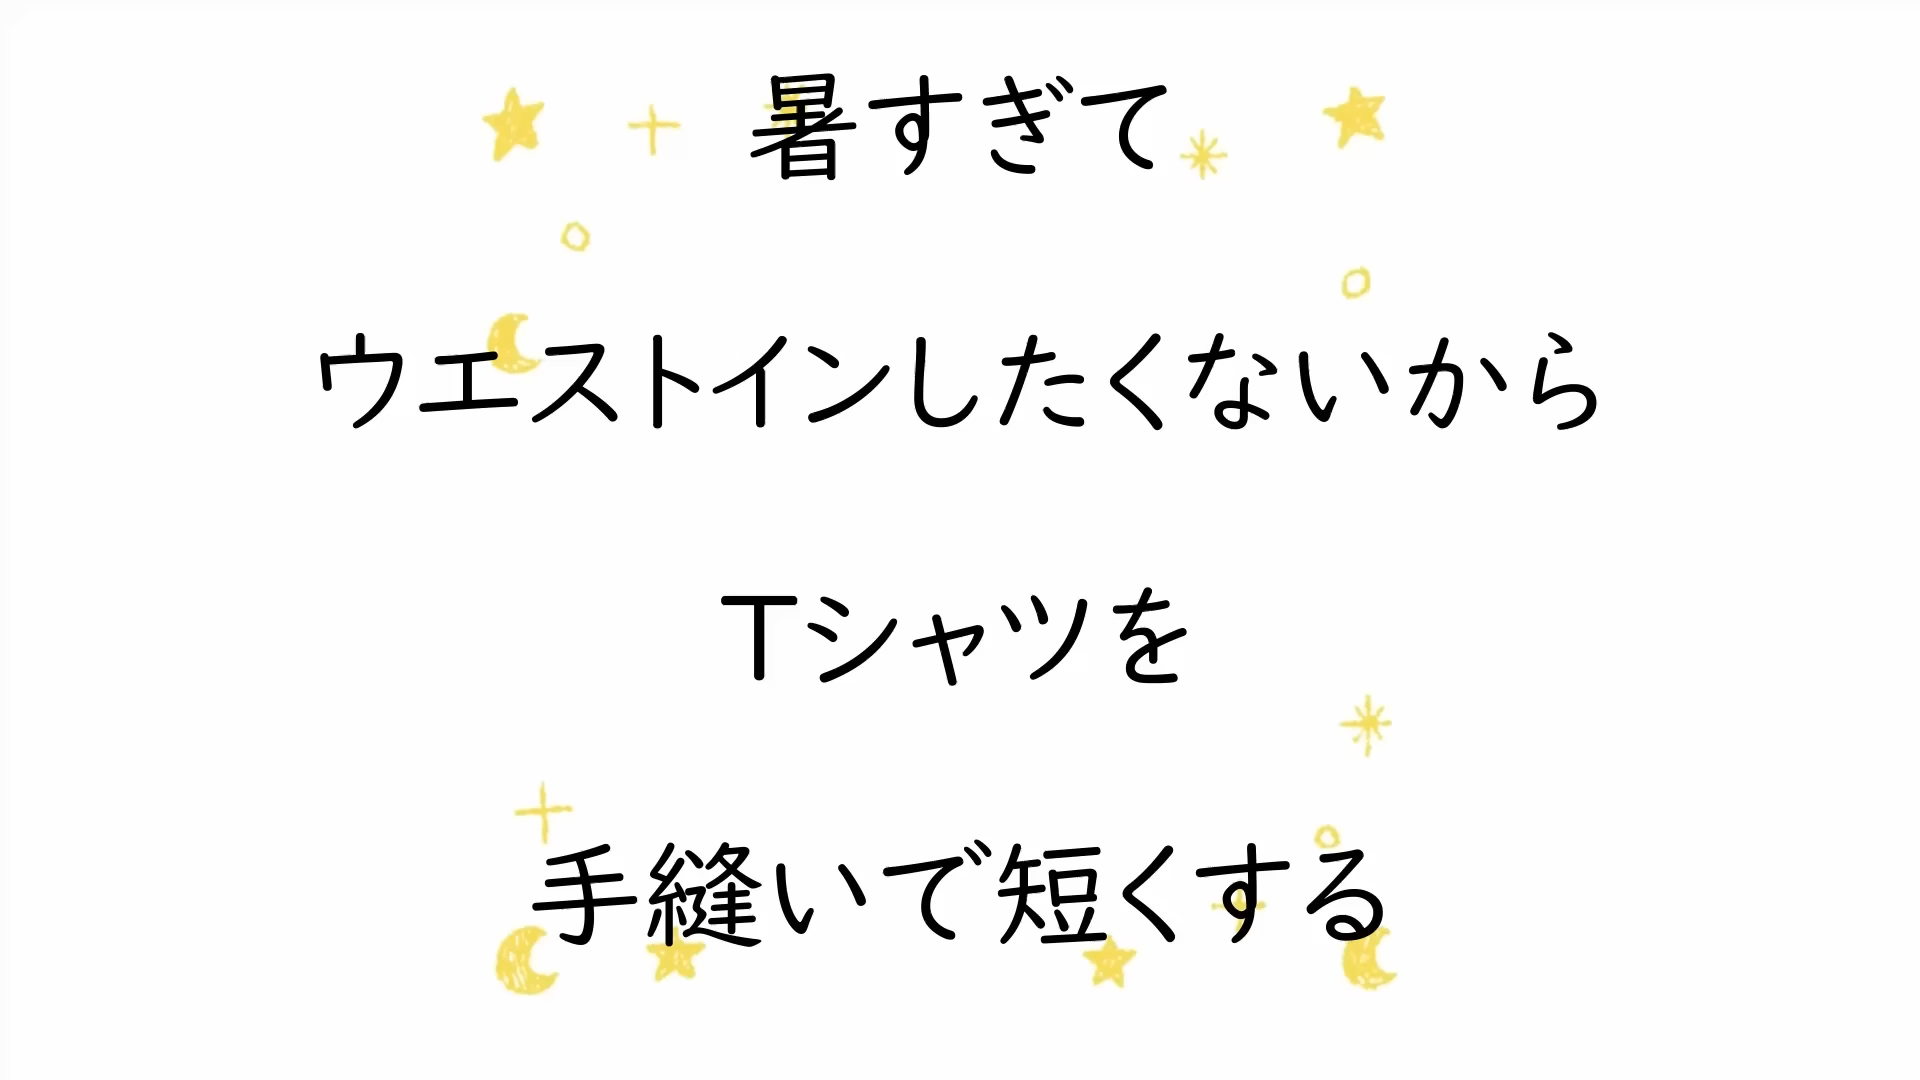 暑すぎて
ウエストインしたくないから
Tシャツを
手縫いで短くする